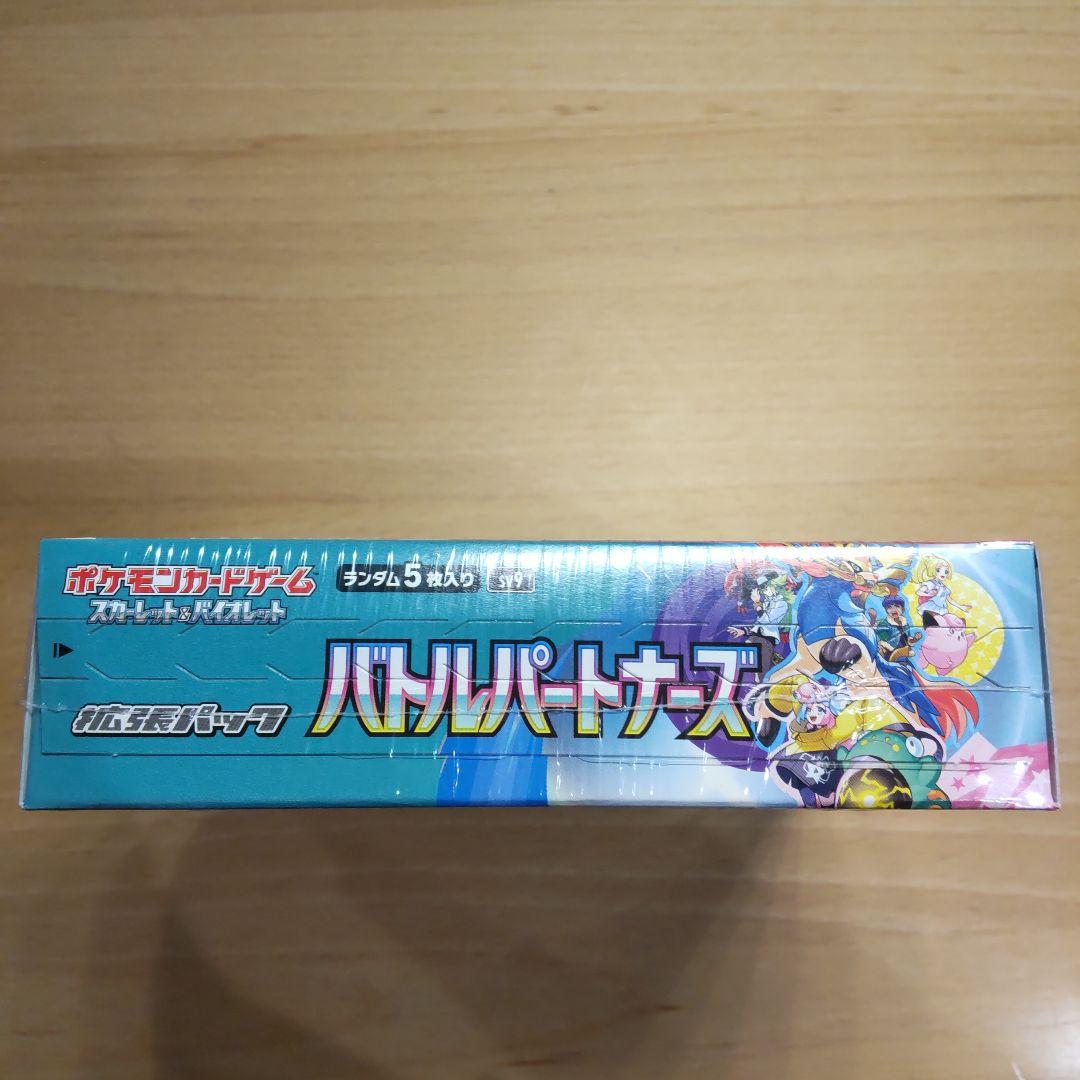 ポケモンカードゲーム
スカーレット&バイオレット
ランダム5枚入り
SV9
拡張パック
バトルパートナーズ